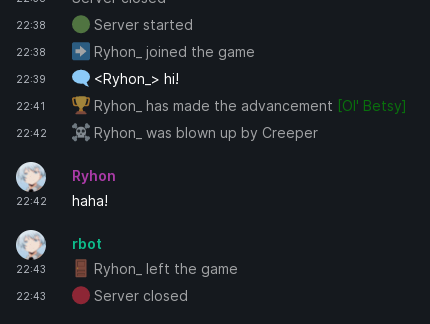 Server closed
22:38 Server started
22:38 Ryhon_ joined the game
22:39 <Ryhon_> hi!
22:41 Ryhon_ has made the advancement [Ol' Betsy]
22:42 Ryhon_ was blown up by Creeper
Ryhon
22:42 haha!
rbot
22:43 Ryhon_ left the game
22:43 Server closed